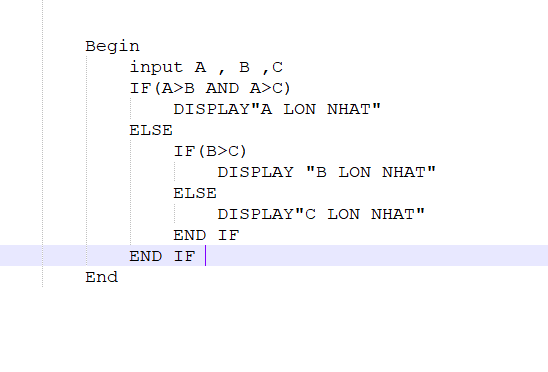 Begin
input A , B ,C
IF(A>B AND A>C)
DISPLAY"A LON NHAT"
ELSE
IF(B>C)
DISPLAY "B LON NHAT"
ELSE
DISPLAY"C LON NHAT"
END IF
END IF
End